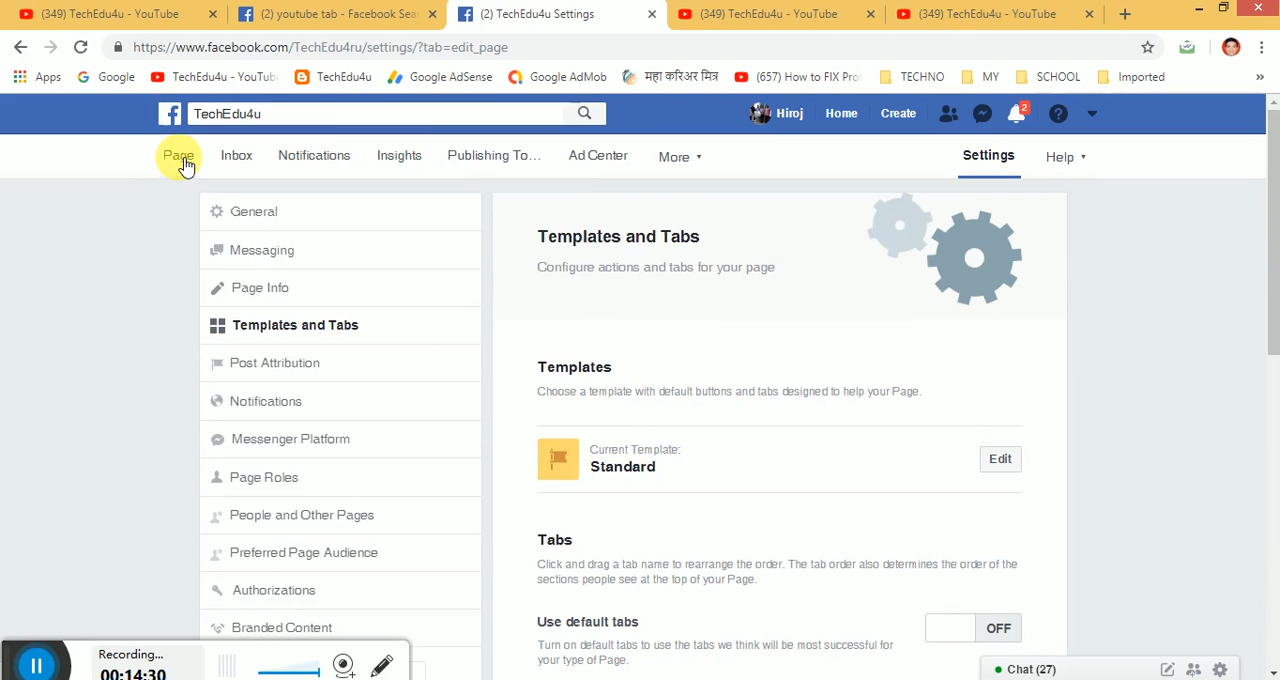 (349) TechEdu4u - YouTube
(2) youtube tab - Facebook Sea
(2) TechEdu4u Settings
(349) TechEdu4u - YouTube
(349) TechEdu4u - YouTube
https://www.facebook.com/TechEdu4ru/settings/?tab=edit_page
Apps
Google
TechEdu4u - YouTub
TechEdu4u
Google AdSense
Google AdMob
महा करिअर मित्र
(657) How to FIX Pro
TECHNO
MY
SCHOOL
Imported
»
f
TechEdu4u
Hiroj
Home
Create
2
Page
Inbox
Notifications
Insights
Publishing To...
Ad Center
More
Settings
Help
General
Messaging
Page Info
Templates and Tabs
Post Attribution
Notifications
Messenger Platform
Page Roles
People and Other Pages
Preferred Page Audience
Authorizations
Branded Content
Templates and Tabs
Configure actions and tabs for your page
Templates
Choose a template with default buttons and tabs designed to help your Page.
Current Template:
Standard
Edit
Tabs
Click and drag a tab name to rearrange the order. The tab order also determines the order of the
sections people see at the top of your Page.
Use default tabs
OFF
Turn on default tabs to use the tabs we think will be most successful for
your type of Page.
Recording...
00:14:30
Chat (27)